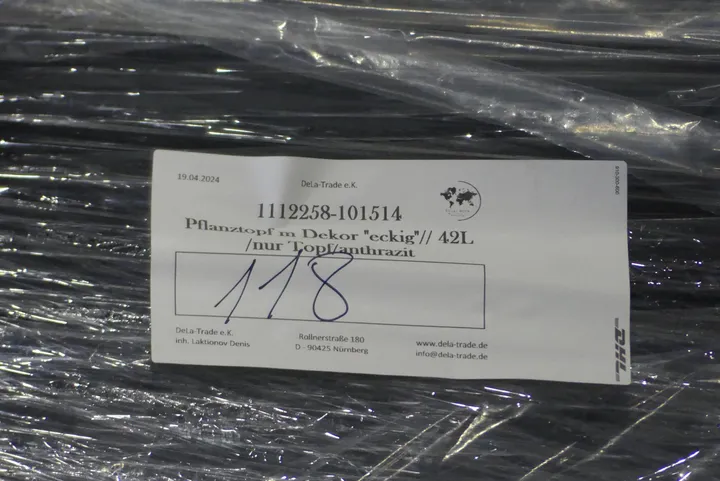 19.04.2024
DeLa-Trade e.K.
1112258-101514
Pflanztopf m Dekor "eckig"// 42L
/nur Topf/anthrazit
118
DeLa-Trade e.K.
inh. Laktionov Denis
Rollnerstraße 180
D - 90425 Nürnberg
www.dela-trade.de
info@dela-trade.de
DHL